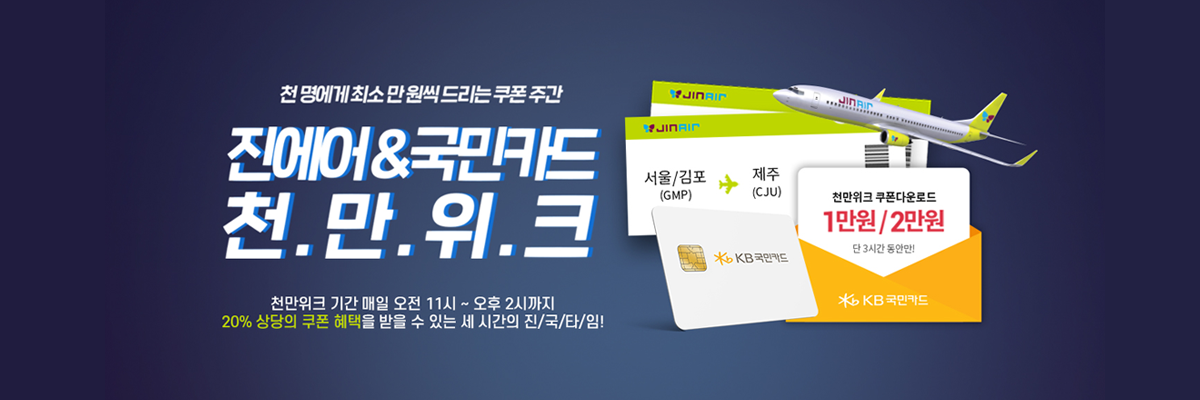 천 명에게 최소 만 원씩 드리는 쿠폰 주간
진에어&국민카드
천.만.위.크
천만위크 기간 매일 오전 11시 ~ 오후 2시까지
20% 상당의 쿠폰 혜택을 받을 수 있는 세 시간의 진/국/타/임!
JINAIR
JINAIR
JINAIR
서울/김포
(GMP)
제주
(CJU)
천만위크 쿠폰다운로드
1만원/2만원
단 3시간 동안만!
KB 국민카드
KB 국민카드